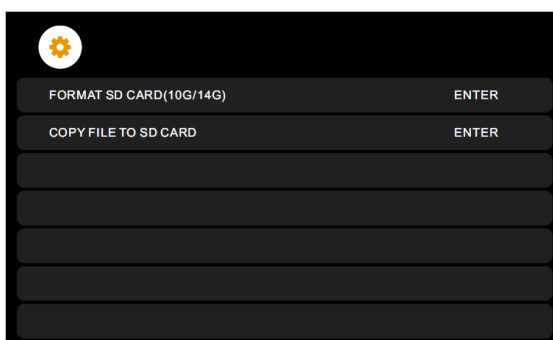 FORMAT SD CARD(10G/14G) ENTER
COPY FILE TO SD CARD ENTER